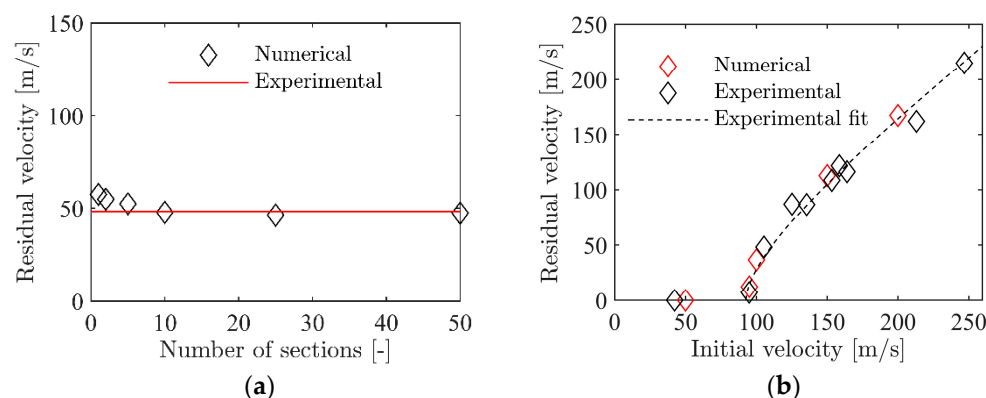 150
100
50
0
Residual velocity [m/s]
Numerical
Experimental
0
10
20
30
40
50
Number of sections [-]
(a)
250
200
150
100
50
0
Residual velocity [m/s]
Numerical
Experimental
Experimental fit
0
50
100
150
200
250
Initial velocity [m/s]
(b)